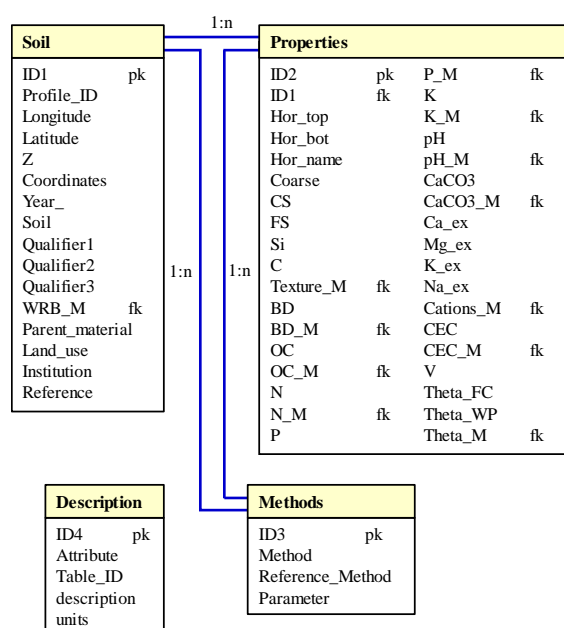 1:n
Soil
ID1 pk
Profile_ID
Longitude
Latitude
Z
Coordinates
Year_
Soil
Qualifier1
Qualifier2
Qualifier3
WRB_M fk
Parent_material
Land_use
Institution
Reference
1:n
1:n
Properties
ID2 pk P_M fk
ID1 fk K
Hor_top K_M fk
Hor_bot pH
Hor_name pH_M fk
Coarse CaCO3
CS CaCO3_M fk
FS Ca_ex
Si Mg_ex
C K_ex
Texture_M fk Na_ex
BD Cations_M fk
BD_M fk CEC
OC CEC_M fk
OC_M fk V
N Theta_FC
N_M fk Theta_WP
P Theta_M fk
Description
ID4 pk
Attribute
Table_ID
description
units
Methods
ID3 pk
Method
Reference_Method
Parameter